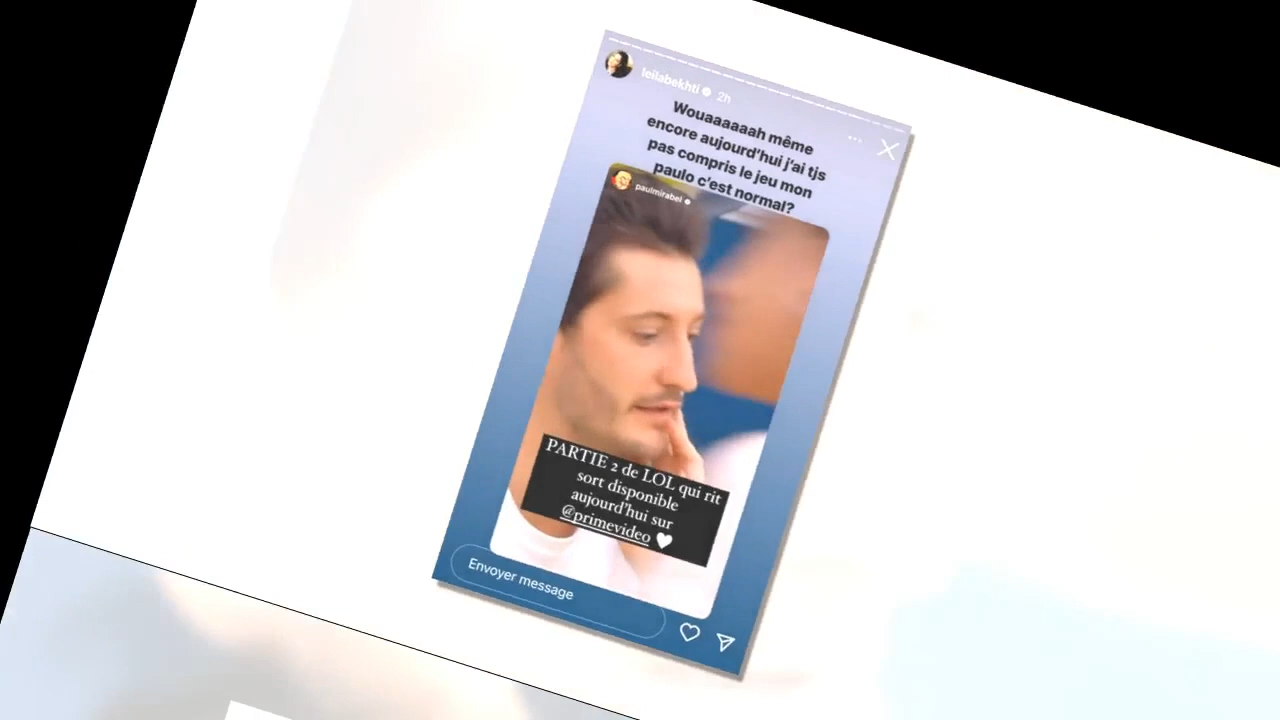 leilabekhti 2h
Wouaaaaaah même
encore aujourd'hui j'ai tjs
pas compris le jeu mon
paulo c'est normal?
paulmirabel
PARTIE 2 de LOL qui rit
sort disponible
aujourd'hui sur
@primevideo 🤍
Envoyer message